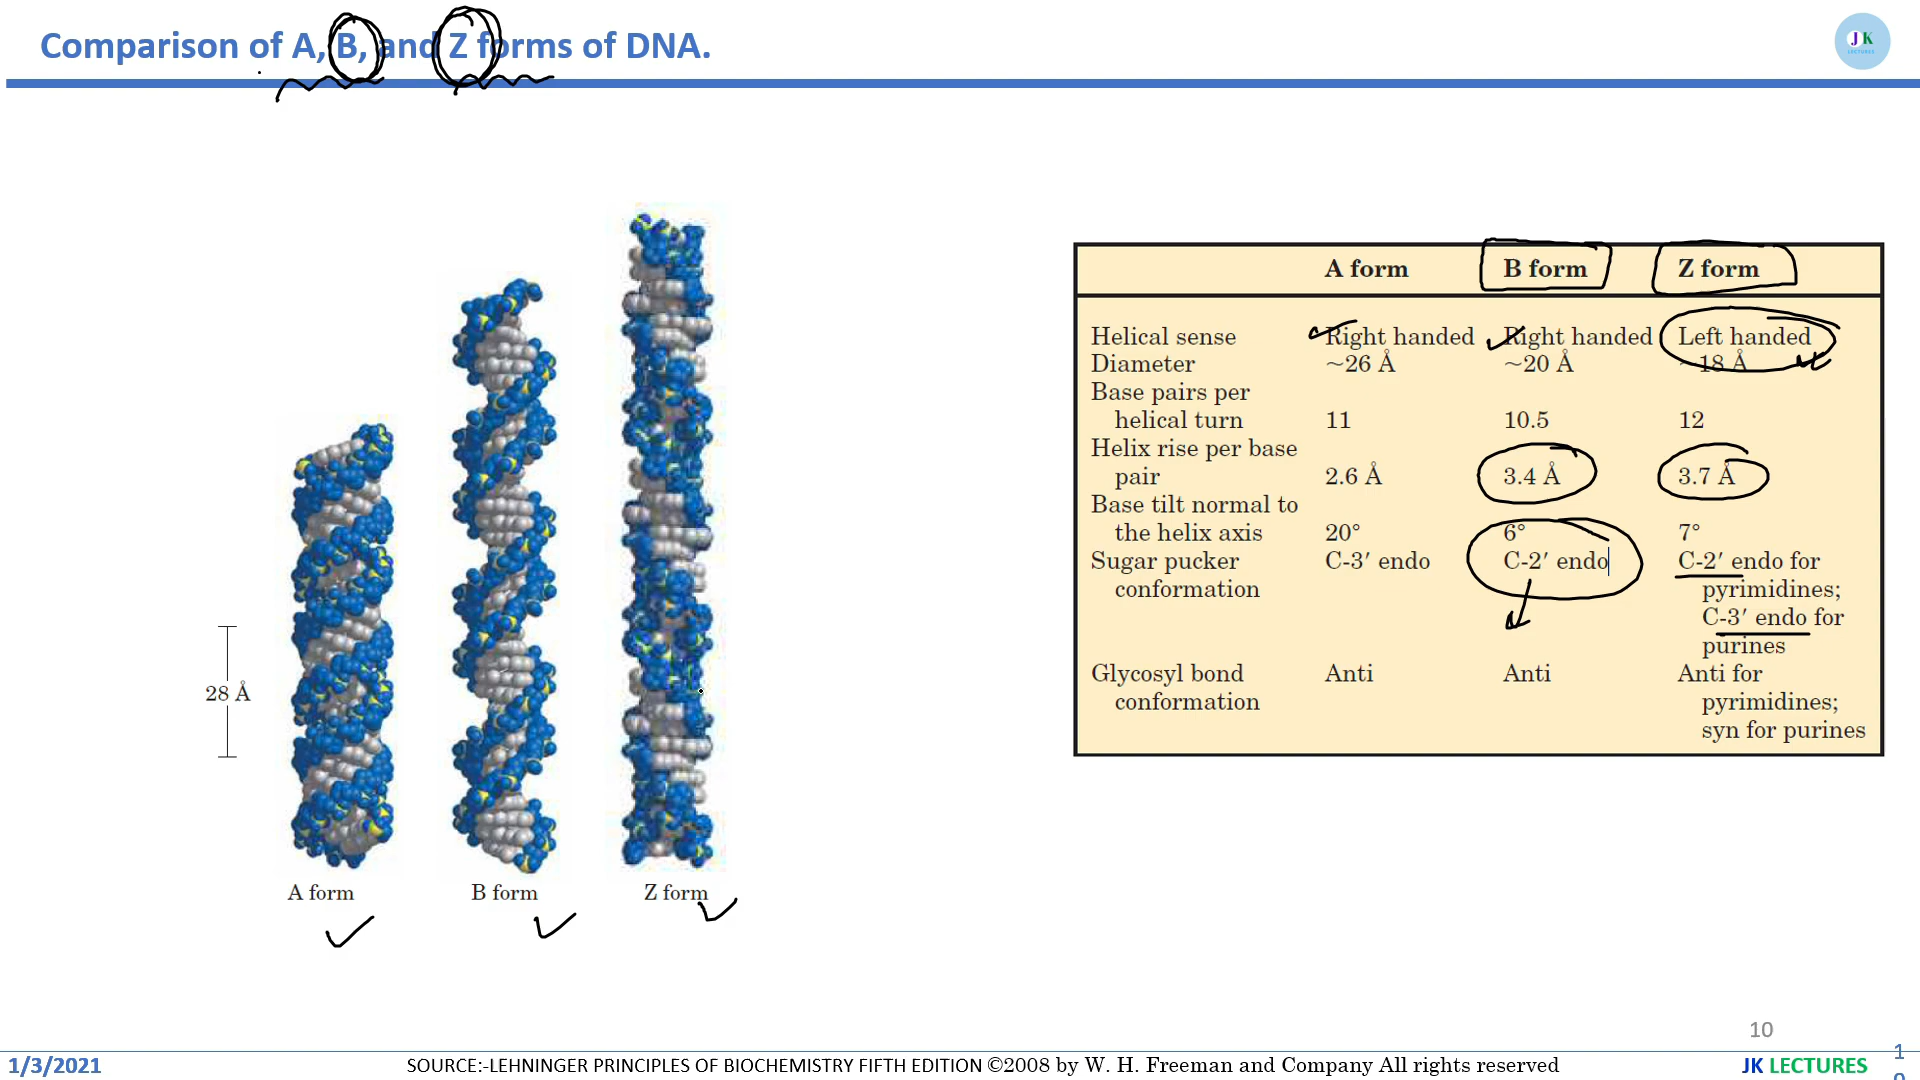 Comparison of A, B, and Z forms of DNA.
JK
LECTURES
A form B form Z form
Helical sense Right handed Right handed Left handed
Diameter ~26 Å ~20 Å ~18 Å
Base pairs per
helical turn 11 10.5 12
Helix rise per base
pair 2.6 Å 3.4 Å 3.7 Å
Base tilt normal to
the helix axis 20° 6° 7°
Sugar pucker C-3′ endo C-2′ endo C-2′ endo for
conformation pyrimidines;
C-3′ endo for
purines
Glycosyl bond Anti Anti Anti for
conformation pyrimidines;
syn for purines
28 Å
A form B form Z form
10
1/3/2021 SOURCE:-LEHNINGER PRINCIPLES OF BIOCHEMISTRY FIFTH EDITION ©2008 by W. H. Freeman and Company All rights reserved JK LECTURES
1